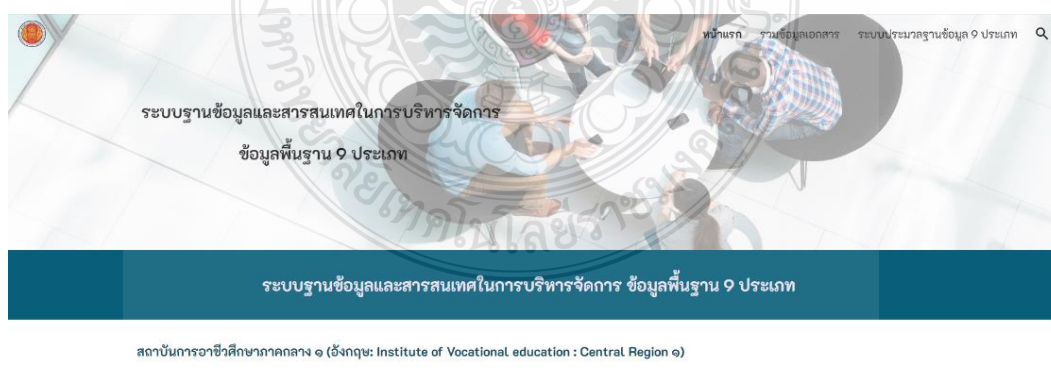 หน้าแรก รวมข้อมูลเอกสาร ระบบประมวลฐานข้อมูล 9 ประเภท
ระบบฐานข้อมูลและสารสนเทศในการบริหารจัดการ
ข้อมูลพื้นฐาน 9 ประเภท
ระบบฐานข้อมูลและสารสนเทศในการบริหารจัดการ ข้อมูลพื้นฐาน 9 ประเภท
สถาบันการอาชีวศึกษาภาคกลาง ๑ (อังกฤษ: Institute of Vocational education : Central Region ๑)